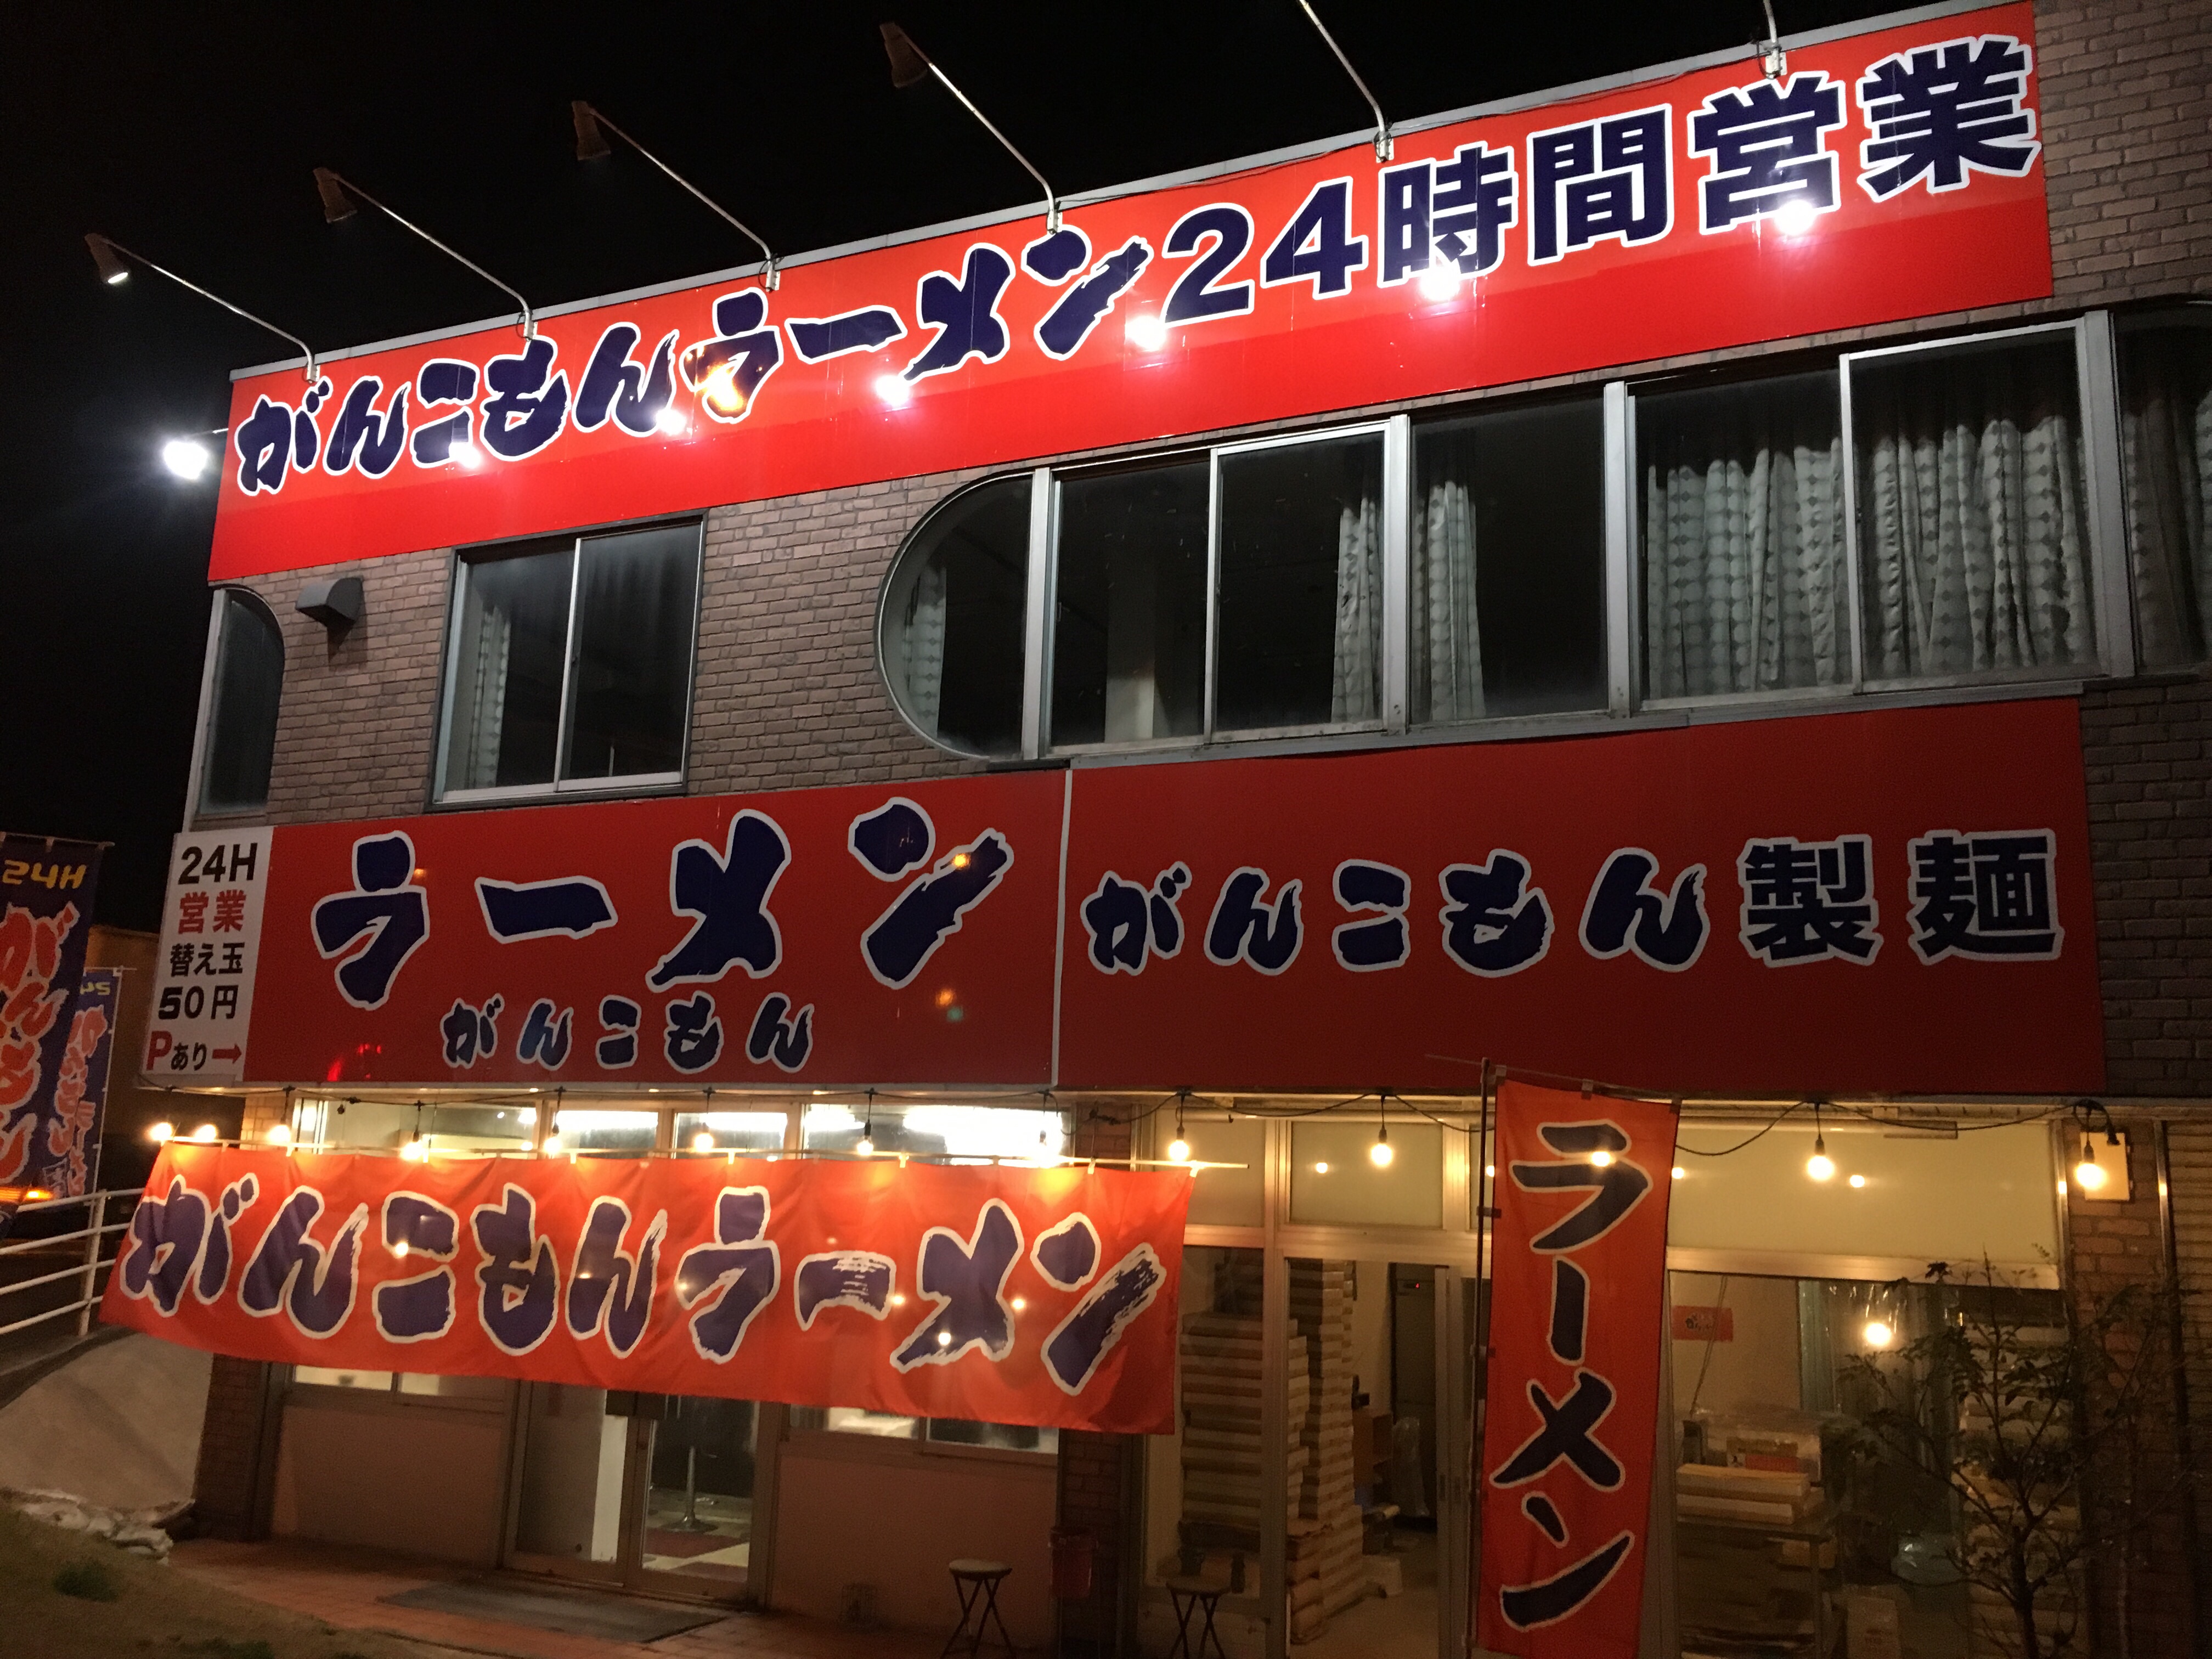 がんこもんラーメン24時間営業
24H
営業
替え玉
50円
Pあり→
ラーメン
がんこもん
がんこもん製麺
24H
がんこもんラーメン
ラーメン